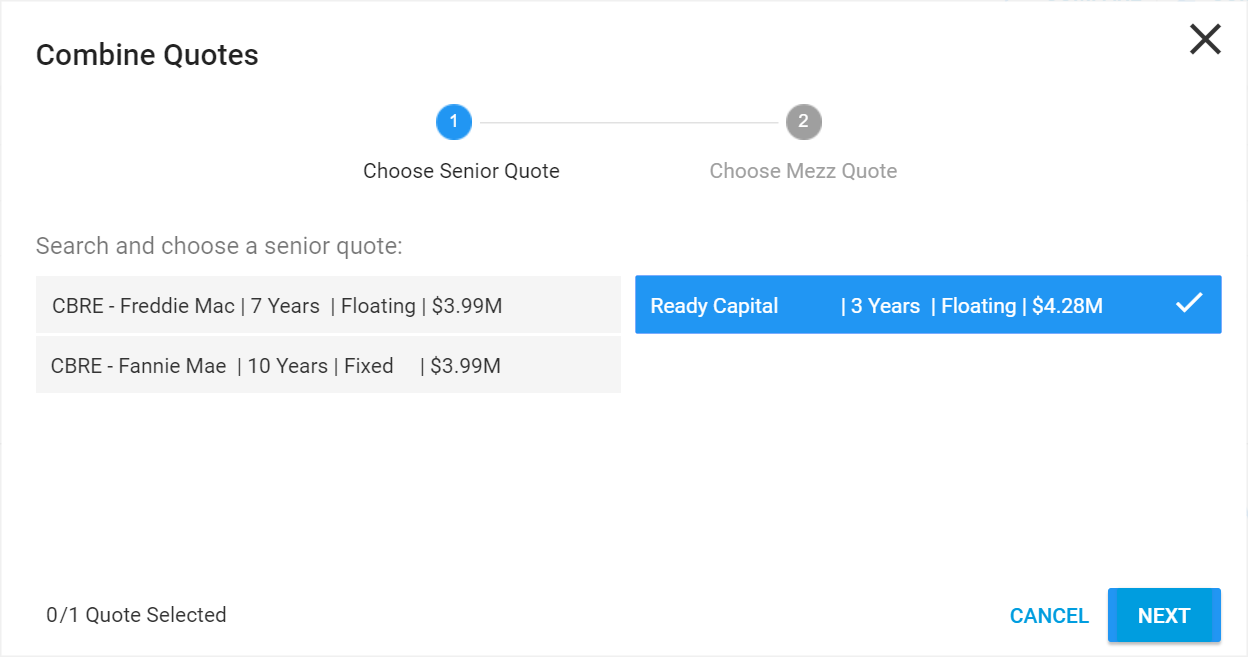 Combine Quotes
1
2
Choose Senior Quote
Choose Mezz Quote
Search and choose a senior quote:
CBRE - Freddie Mac | 7 Years | Floating | $3.99M
Ready Capital | 3 Years | Floating | $4.28M
CBRE - Fannie Mae | 10 Years | Fixed | $3.99M
0/1 Quote Selected
CANCEL
NEXT